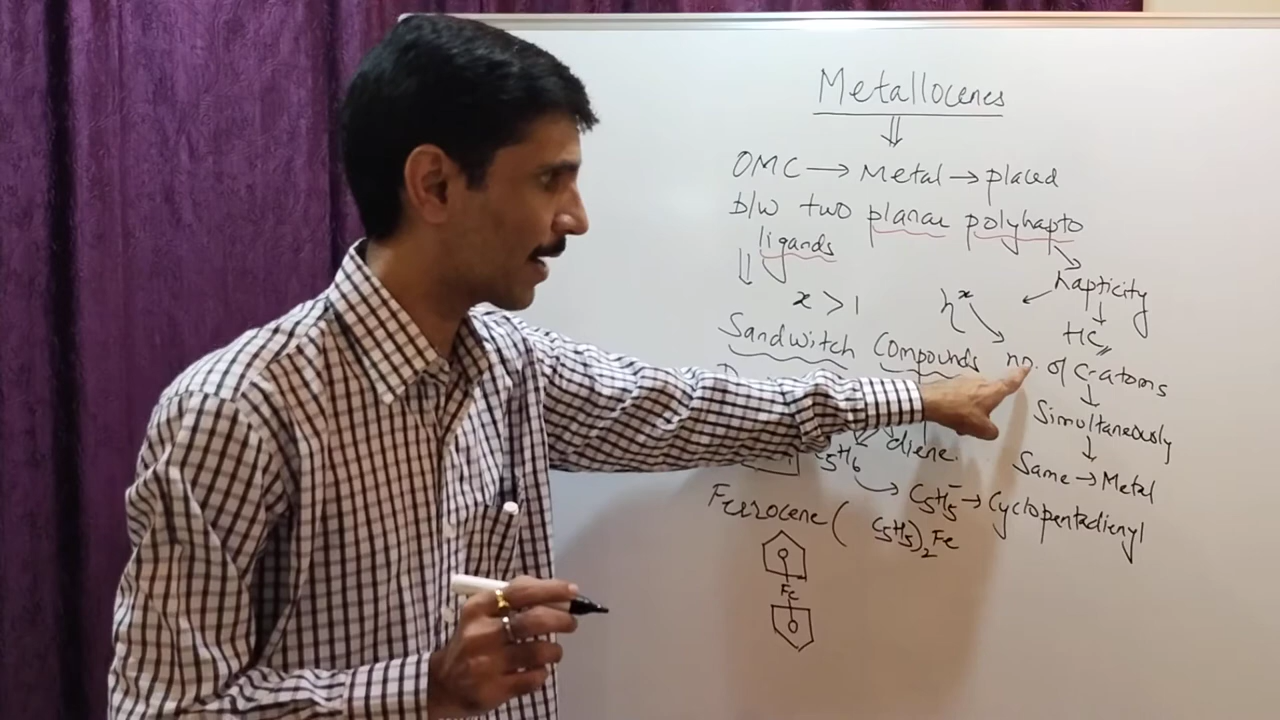 Metallocenes
⇓
OMC → Metal → placed
b/w two planar polyhapto
ligands
hapticity
HC
x > 1
η^x
Sandwitch Compounds
no. of C-atoms
Simultaneously
Same → Metal
C5H6
diene
C5H5⁻ → Cyclopentadienyl
Ferrocene (C5H5)2Fe
Fe